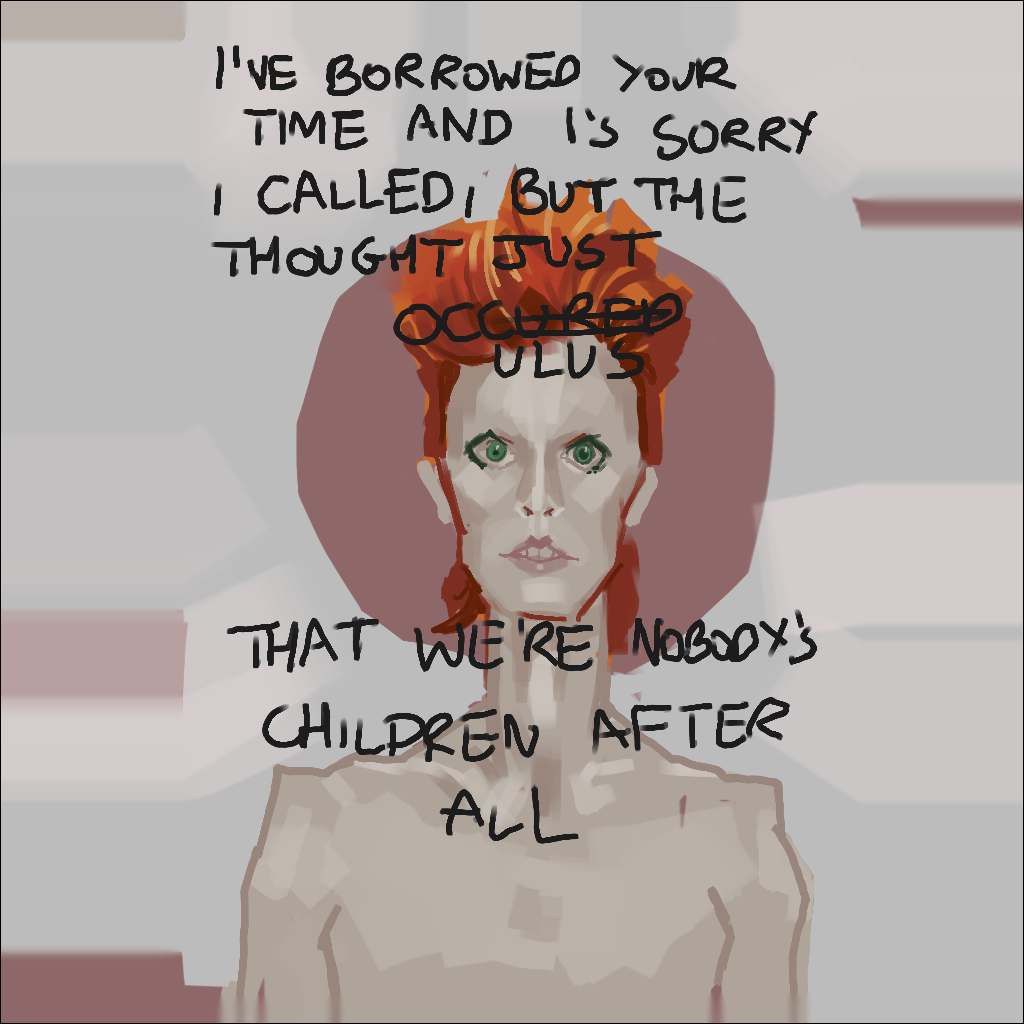 I'VE BORROWED YOUR
TIME AND I'S SORRY
I CALLED, BUT THE
THOUGHT JUST
OCCURED
ULUS
THAT WE'RE NOBODY'S
CHILDREN AFTER
ALL